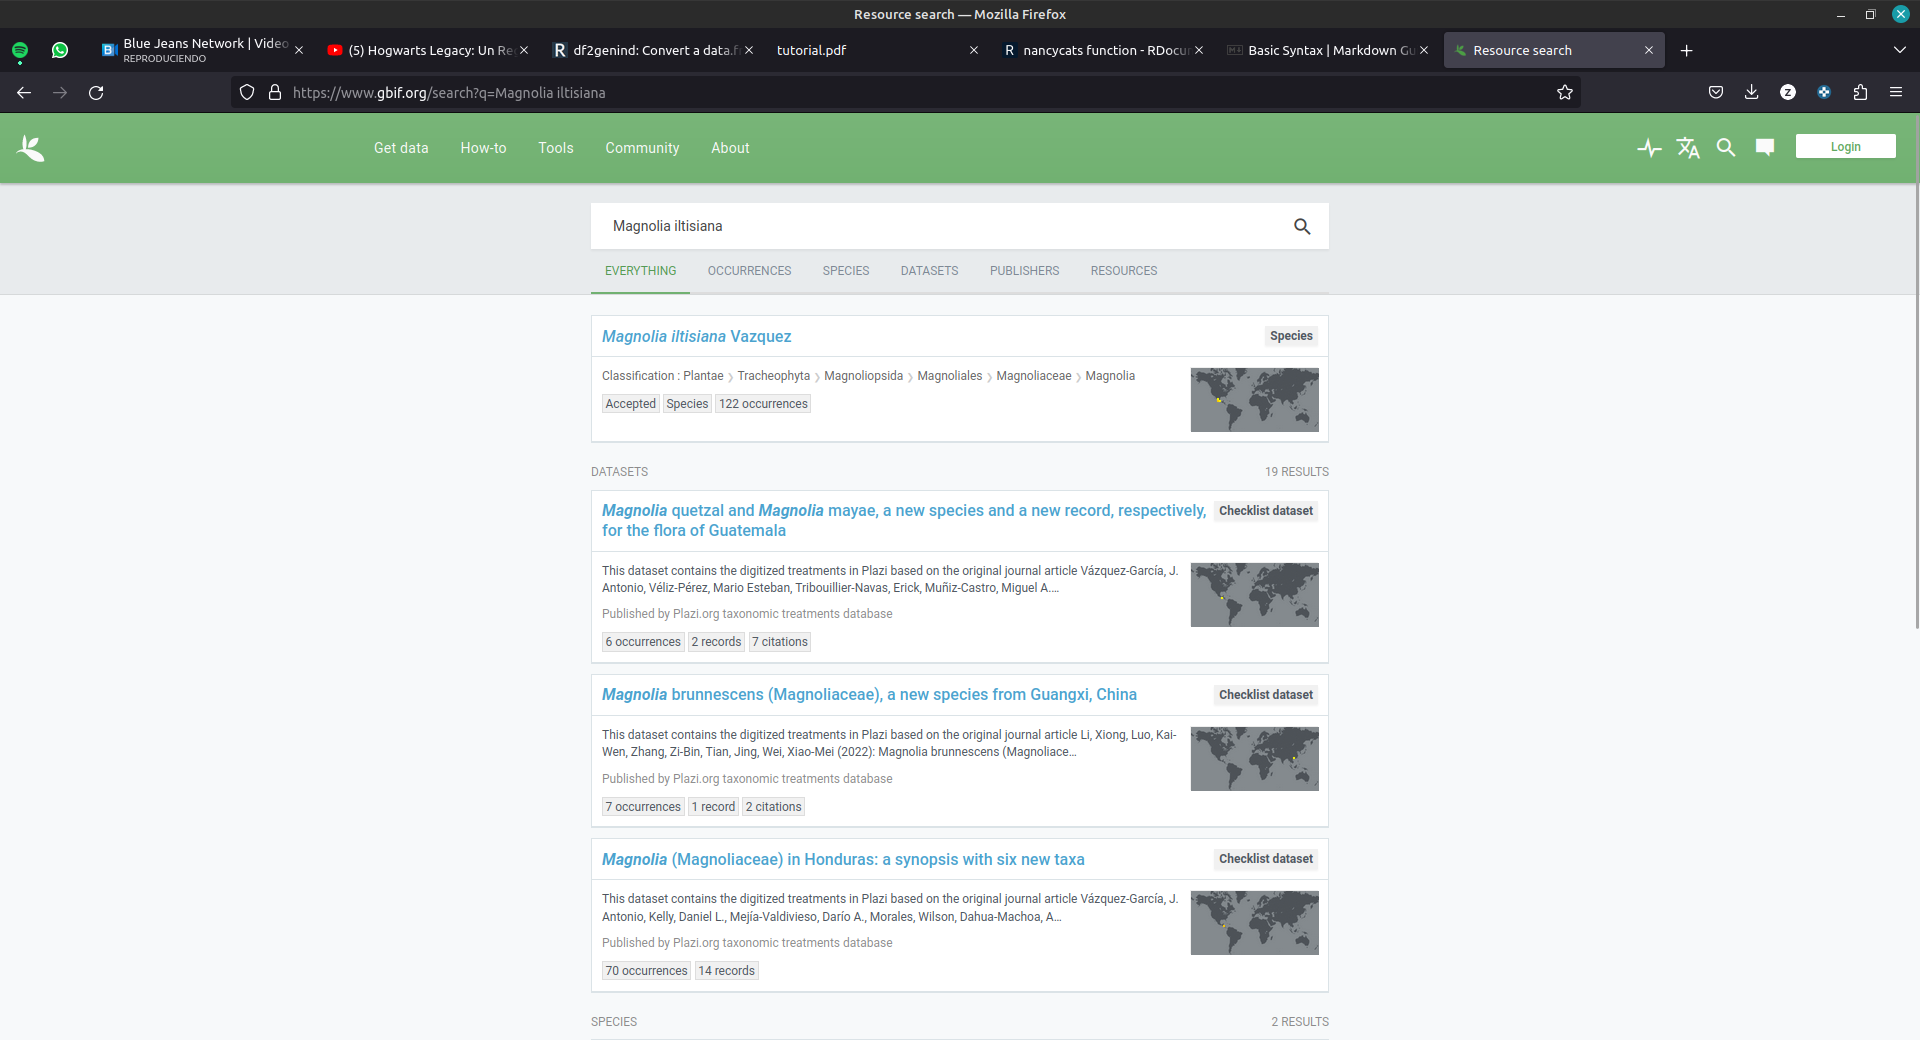 Resource search — Mozilla Firefox
Blue Jeans Network | Video
REPRODUCIENDO
(5) Hogwarts Legacy: Un Re
df2genind: Convert a data.f
tutorial.pdf
nancycats function - RDocu
Basic Syntax | Markdown Gu
Resource search
https://www.gbif.org/search?q=Magnolia iltisiana
Get data
How-to
Tools
Community
About
Login
Magnolia iltisiana
EVERYTHING
OCCURRENCES
SPECIES
DATASETS
PUBLISHERS
RESOURCES
Magnolia iltisiana Vazquez
Species
Classification : Plantae ❯ Tracheophyta ❯ Magnoliopsida ❯ Magnoliales ❯ Magnoliaceae ❯ Magnolia
Accepted Species 122 occurrences
DATASETS
19 RESULTS
Magnolia quetzal and Magnolia mayae, a new species and a new record, respectively,
for the flora of Guatemala
Checklist dataset
This dataset contains the digitized treatments in Plazi based on the original journal article Vázquez-García, J.
Antonio, Véliz-Pérez, Mario Esteban, Tribouillier-Navas, Erick, Muñiz-Castro, Miguel A.…
Published by Plazi.org taxonomic treatments database
6 occurrences 2 records 7 citations
Magnolia brunnescens (Magnoliaceae), a new species from Guangxi, China
Checklist dataset
This dataset contains the digitized treatments in Plazi based on the original journal article Li, Xiong, Luo, Kai-
Wen, Zhang, Zi-Bin, Tian, Jing, Wei, Xiao-Mei (2022): Magnolia brunnescens (Magnoliace…
Published by Plazi.org taxonomic treatments database
7 occurrences 1 record 2 citations
Magnolia (Magnoliaceae) in Honduras: a synopsis with six new taxa
Checklist dataset
This dataset contains the digitized treatments in Plazi based on the original journal article Vázquez-García, J.
Antonio, Kelly, Daniel L., Mejía-Valdivieso, Darío A., Morales, Wilson, Dahua-Machoa, A…
Published by Plazi.org taxonomic treatments database
70 occurrences 14 records
SPECIES
2 RESULTS